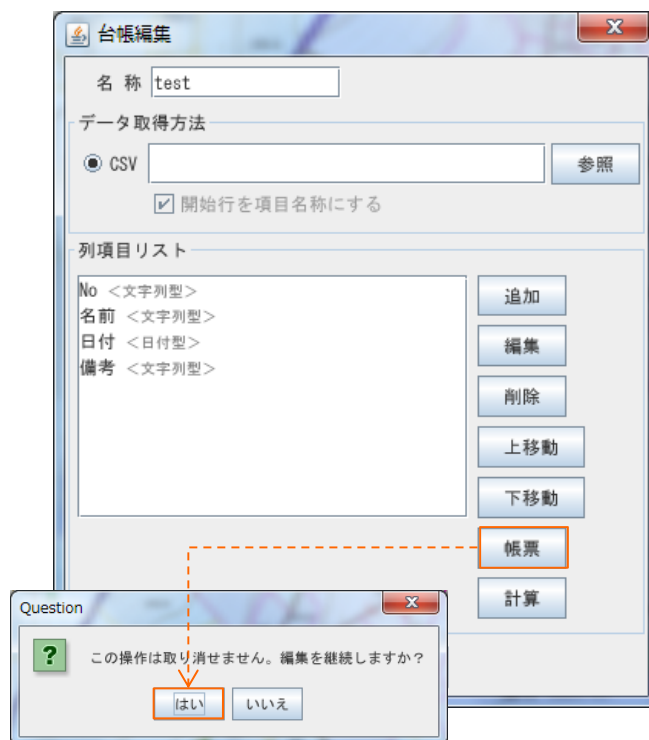 台帳編集
名 称 test
データ取得方法
CSV 参照
開始行を項目名称にする
列項目リスト
No <文字列型>
名前 <文字列型>
日付 <日付型>
備考 <文字列型>
追加
編集
削除
上移動
下移動
帳票
計算
Question
この操作は取り消せません。編集を継続しますか？
はい いいえ